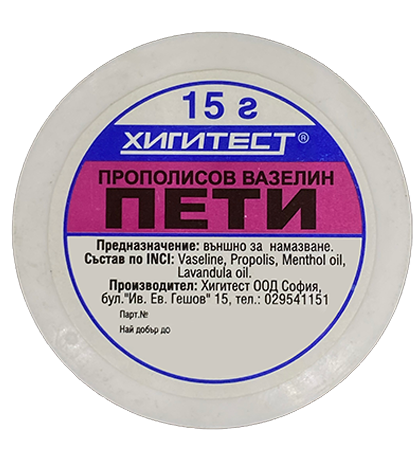 15 г
ХИГИТЕСТ®
ПРОПОЛИСОВ ВАЗЕЛИН
ПЕТИ
Предназначение: външно за намазване.
Състав по INCI: Vaseline, Propolis, Menthol oil,
Lavandula oil.
Производител: Хигитест ООД София,
бул."Ив. Ев. Гешов" 15, тел.: 029541151
Парт.№
Най добър до